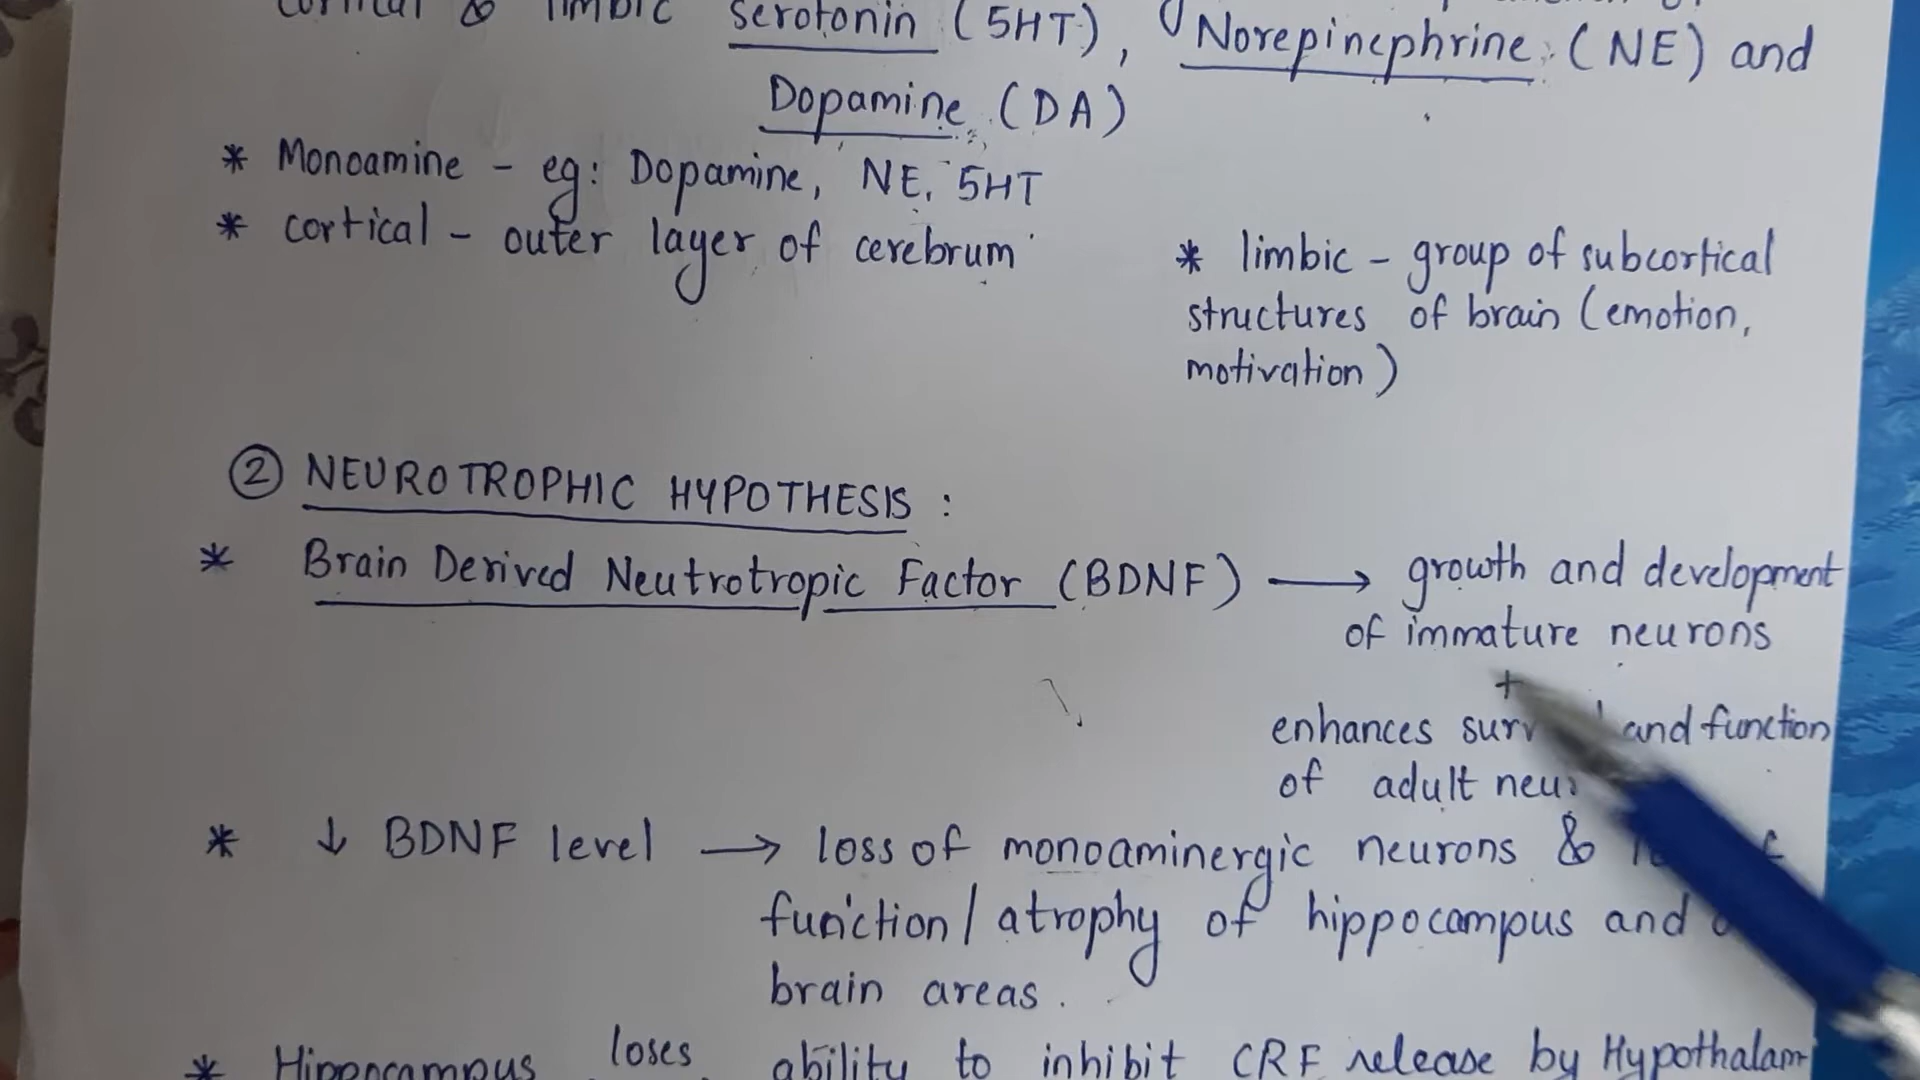 cortical & limbic serotonin (5HT), Norepinephrine (NE) and
Dopamine (DA)
* Monoamine - eg: Dopamine, NE, 5HT
* cortical - outer layer of cerebrum
* limbic - group of subcortical
structures of brain (emotion,
motivation)
② NEUROTROPHIC HYPOTHESIS :
* Brain Derived Neutrotropic Factor (BDNF) ⟶ growth and development
of immature neurons
+
enhances and function
of adult
* ↓ BDNF level ⟶ loss of monoaminergic neurons &
function / atrophy of hippocampus and
brain areas.
* Hippocampus loses ability to inhibit CRF release by